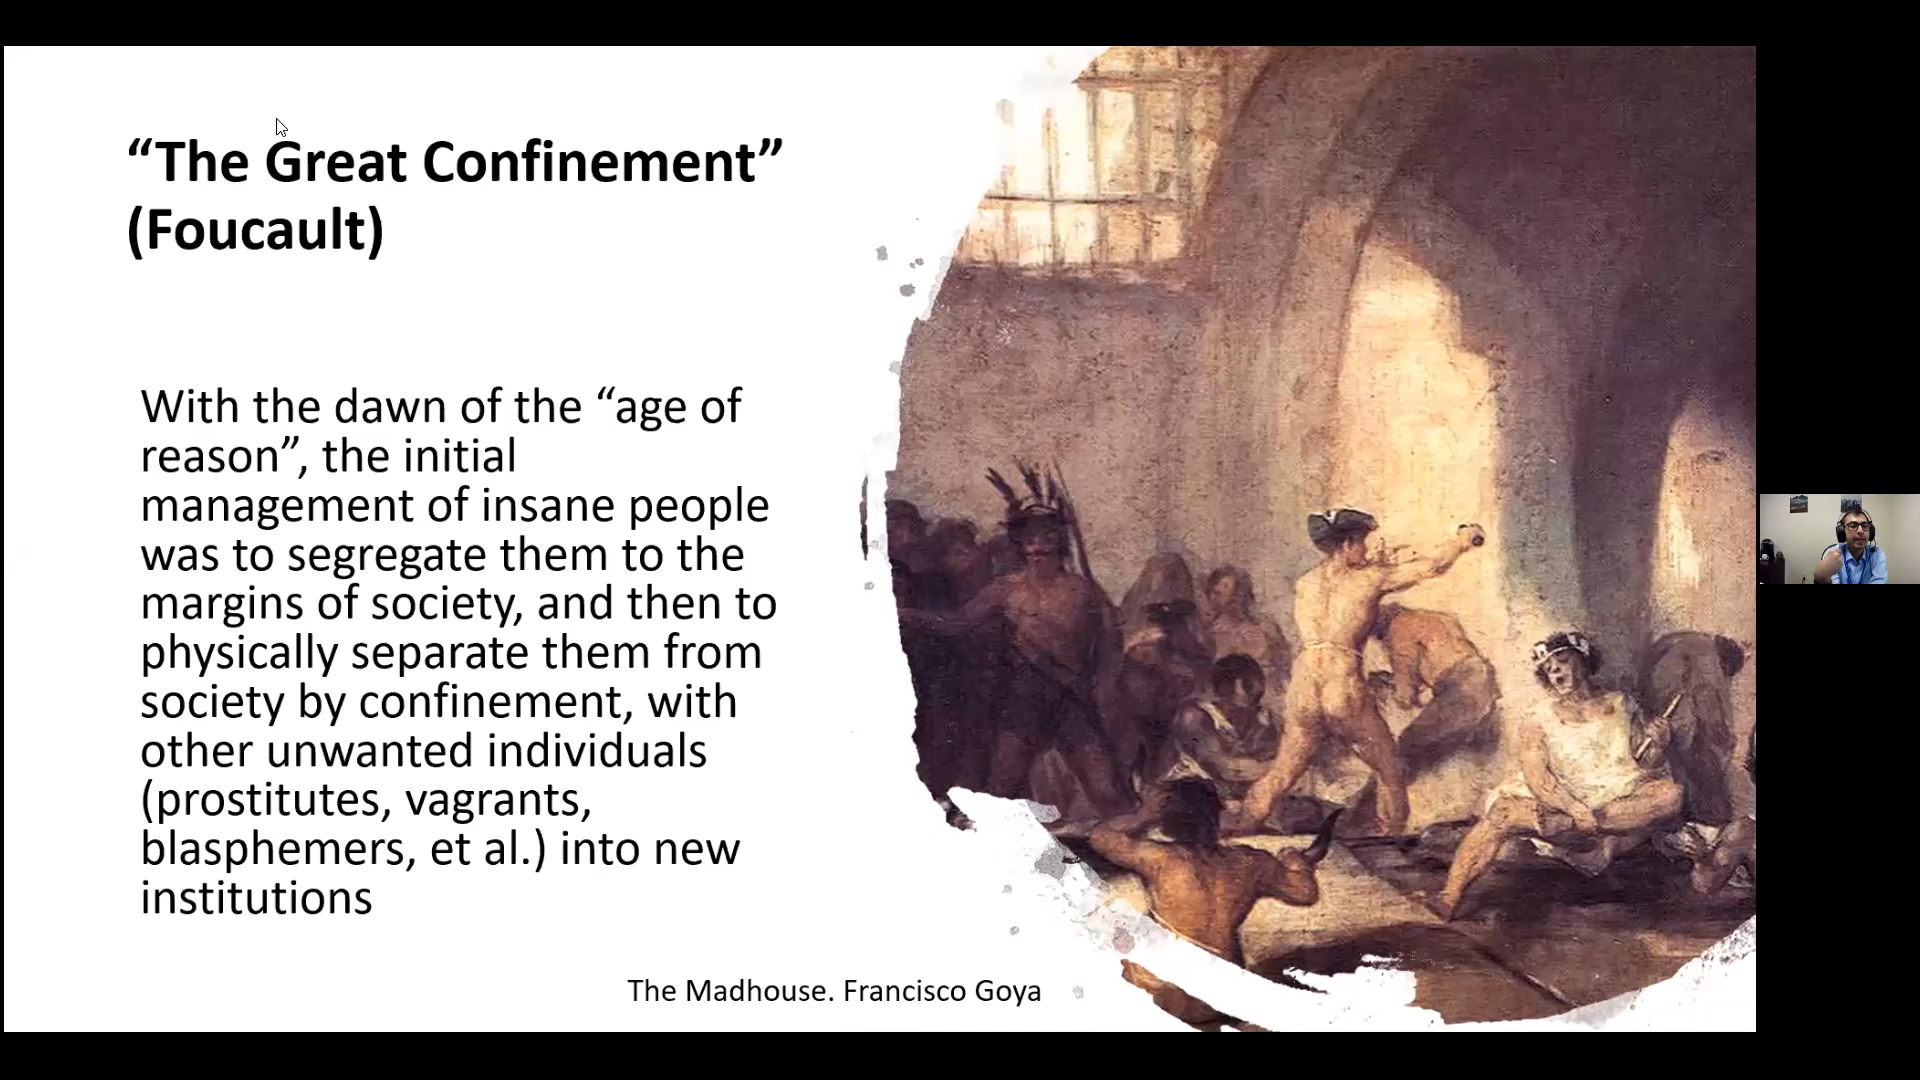 “The Great Confinement”
(Foucault)
With the dawn of the “age of
reason”, the initial
management of insane people
was to segregate them to the
margins of society, and then to
physically separate them from
society by confinement, with
other unwanted individuals
(prostitutes, vagrants,
blasphemers, et al.) into new
institutions
The Madhouse. Francisco Goya